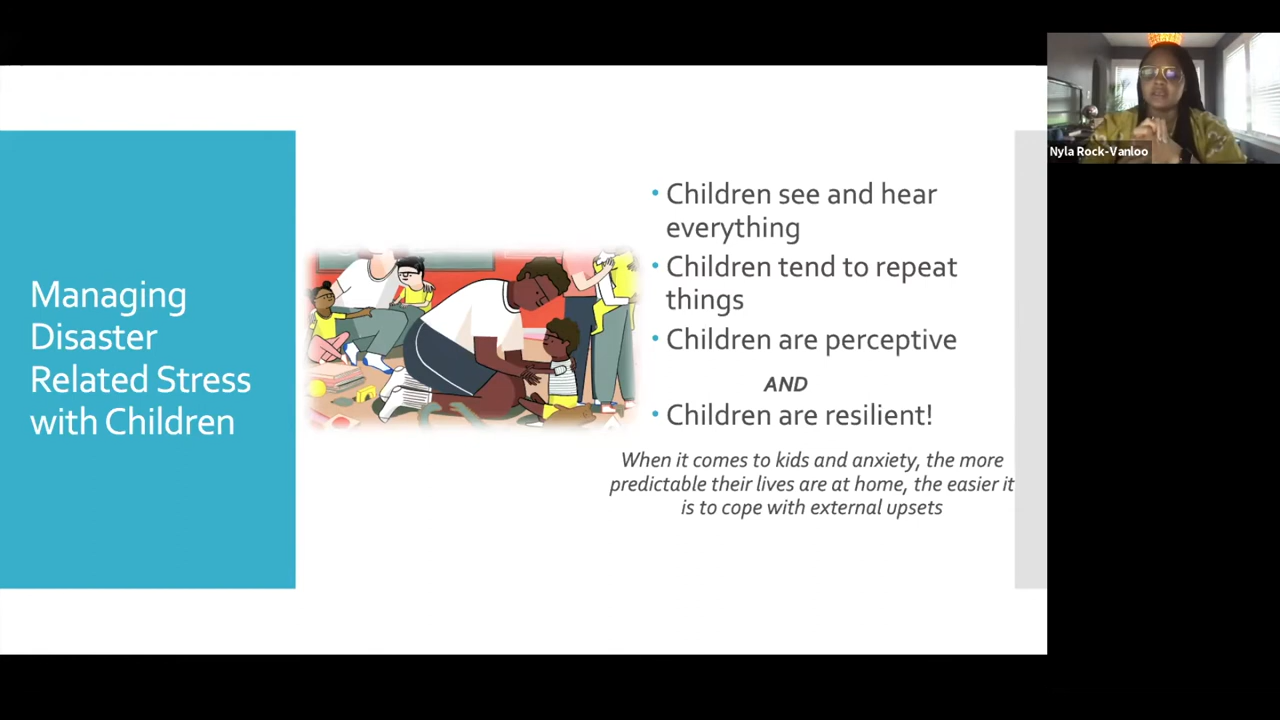 Managing
Disaster
Related Stress
with Children
• Children see and hear
everything
• Children tend to repeat
things
• Children are perceptive
AND
• Children are resilient!
When it comes to kids and anxiety, the more
predictable their lives are at home, the easier it
is to cope with external upsets
Nyla Rock-Vanloo